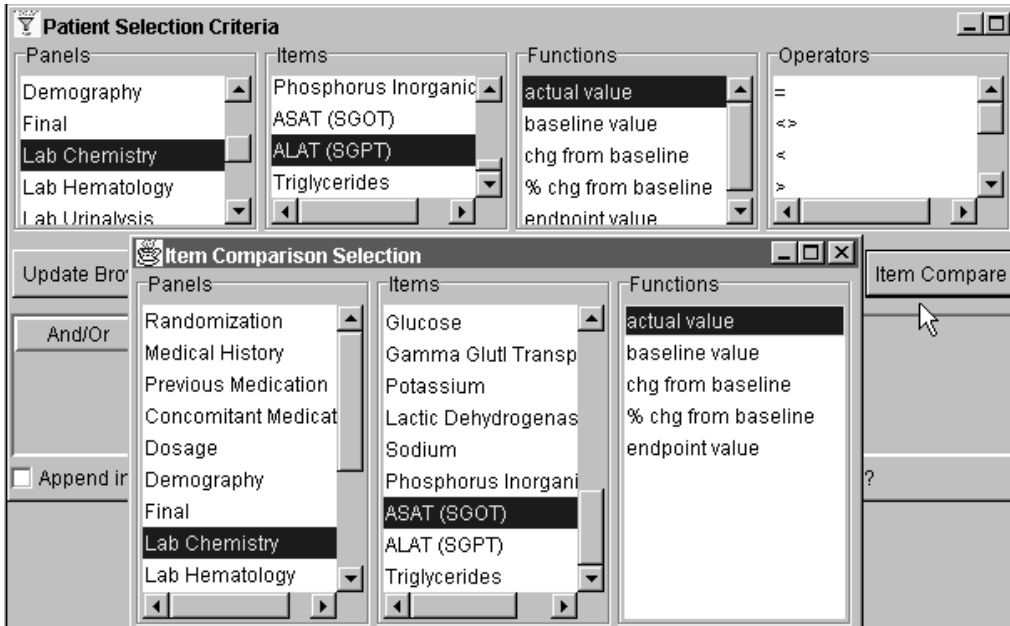 Patient Selection Criteria
Panels
Demography
Final
Lab Chemistry
Lab Hematology
Lab Urinalysis
Items
Phosphorus Inorganic
ASAT (SGOT)
ALAT (SGPT)
Triglycerides
Functions
actual value
baseline value
chg from baseline
% chg from baseline
endpoint value
Operators
=
<>
<
>
Update Bro
Item Compare
And/Or
Append in
?
Item Comparison Selection
Panels
Randomization
Medical History
Previous Medication
Concomitant Medicat
Dosage
Demography
Final
Lab Chemistry
Lab Hematology
Items
Glucose
Gamma Glutl Transp
Potassium
Lactic Dehydrogenas
Sodium
Phosphorus Inorgani
ASAT (SGOT)
ALAT (SGPT)
Triglycerides
Functions
actual value
baseline value
chg from baseline
% chg from baseline
endpoint value